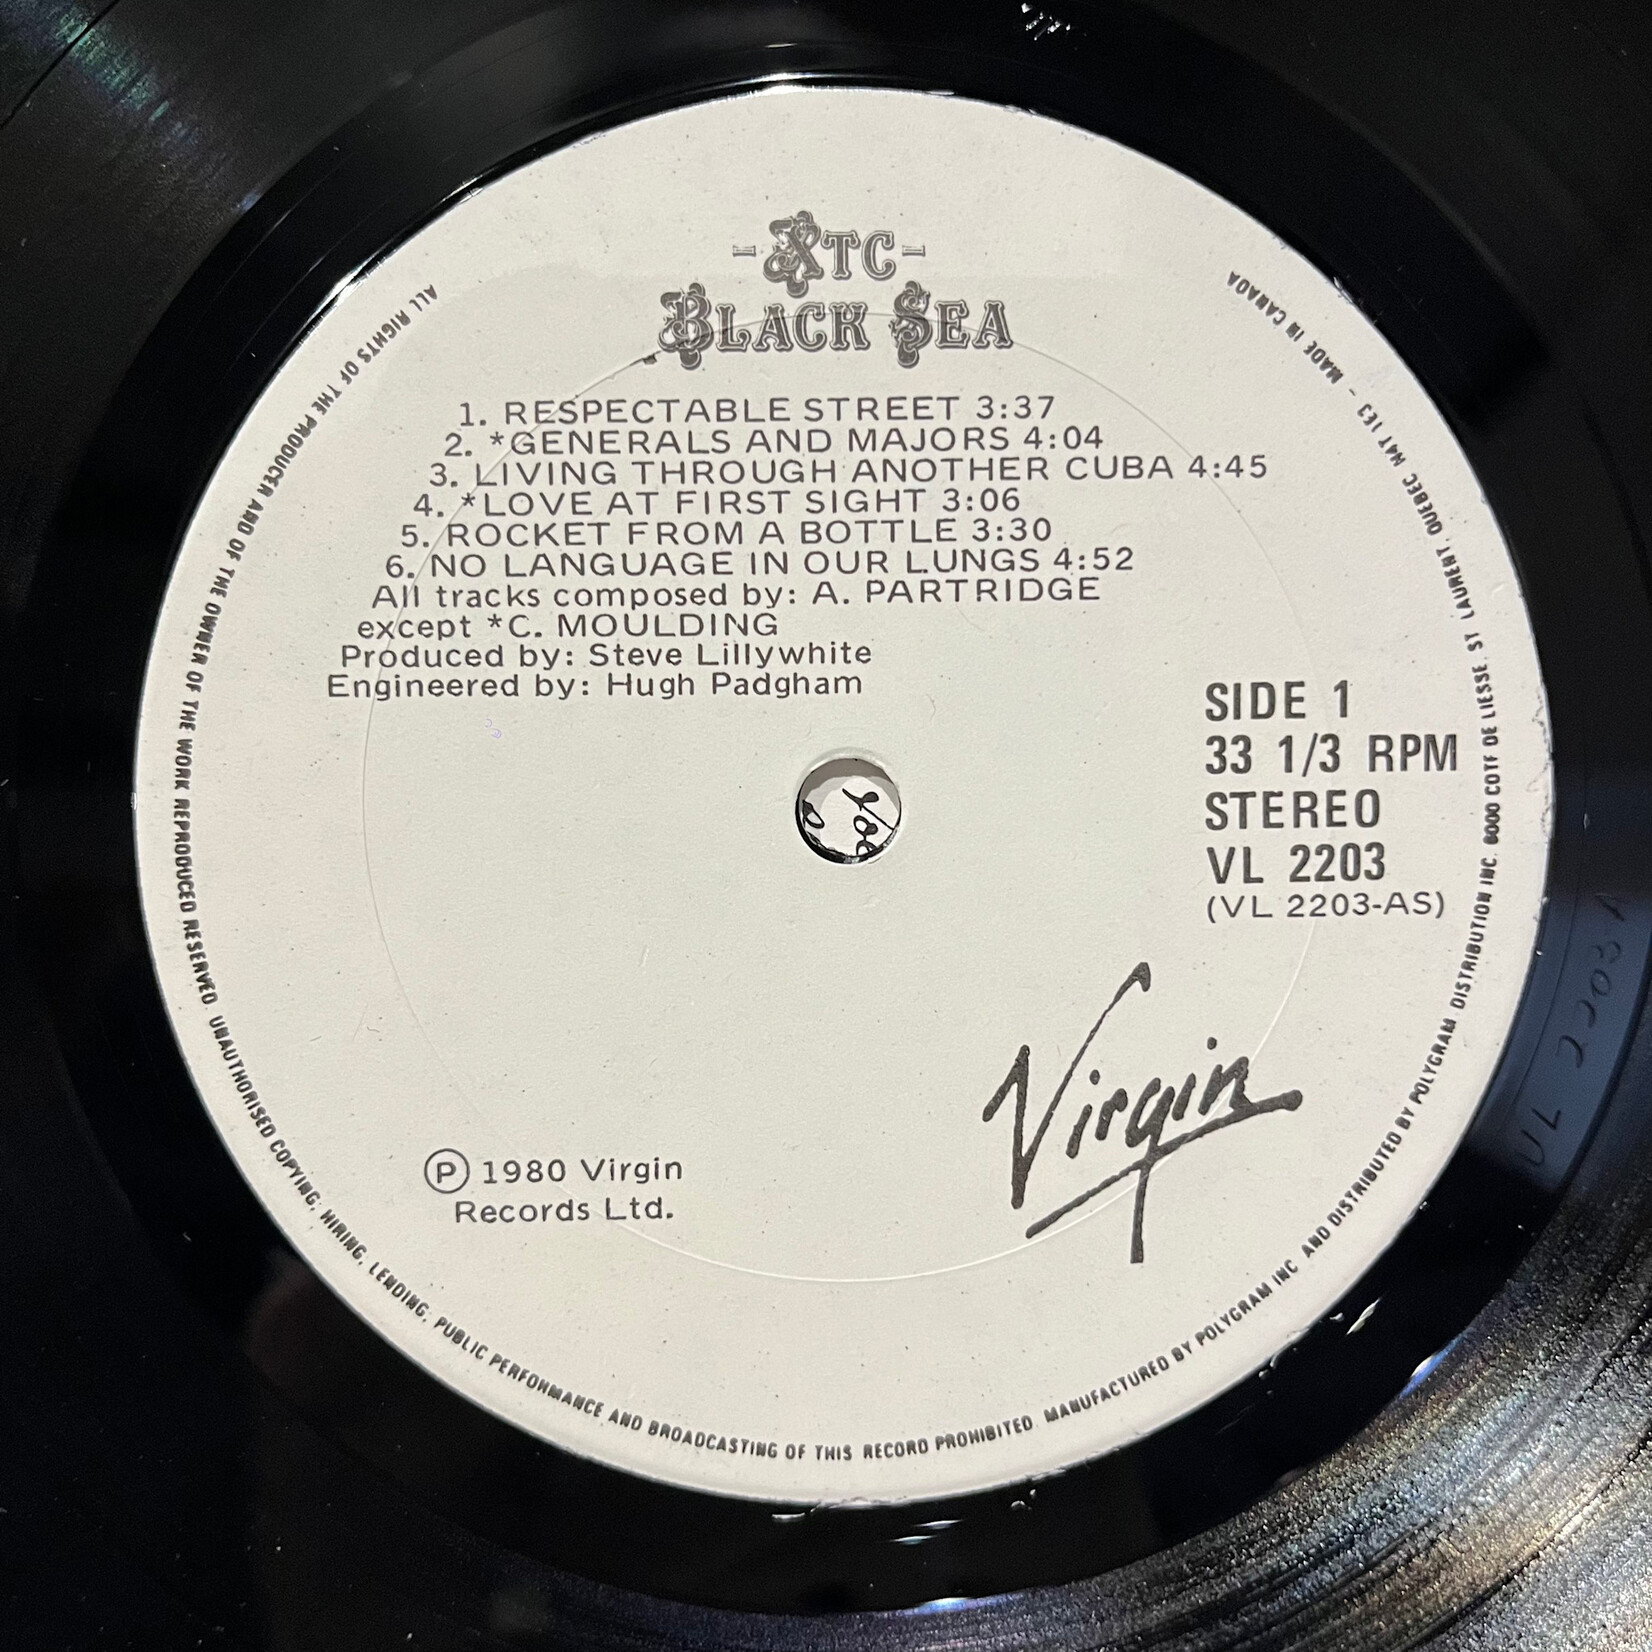 -XTC-
BLACK SEA
1. RESPECTABLE STREET 3:37
2. *GENERALS AND MAJORS 4:04
3. LIVING THROUGH ANOTHER CUBA 4:45
4. *LOVE AT FIRST SIGHT 3:06
5. ROCKET FROM A BOTTLE 3:30
6. NO LANGUAGE IN OUR LUNGS 4:52
All tracks composed by: A. PARTRIDGE
except *C. MOULDING
Produced by: Steve Lillywhite
Engineered by: Hugh Padgham
SIDE 1
33 1/3 RPM
STEREO
VL 2203
(VL 2203-AS)
Virgin
Ⓟ 1980 Virgin
Records Ltd.
ALL RIGHTS OF THE PRODUCER AND OF THE OWNER OF THE WORK REPRODUCED RESERVED. UNAUTHORISED COPYING, HIRING, LENDING, PUBLIC PERFORMANCE AND BROADCASTING OF THIS RECORD PROHIBITED. MANUFACTURED BY POLYGRAM INC. AND DISTRIBUTED BY POLYGRAM DISTRIBUTION INC. 6000 COTE DE LIESSE, ST LAURENT, QUEBEC H4T 1E3 - MADE IN CANADA
VL 2203 A